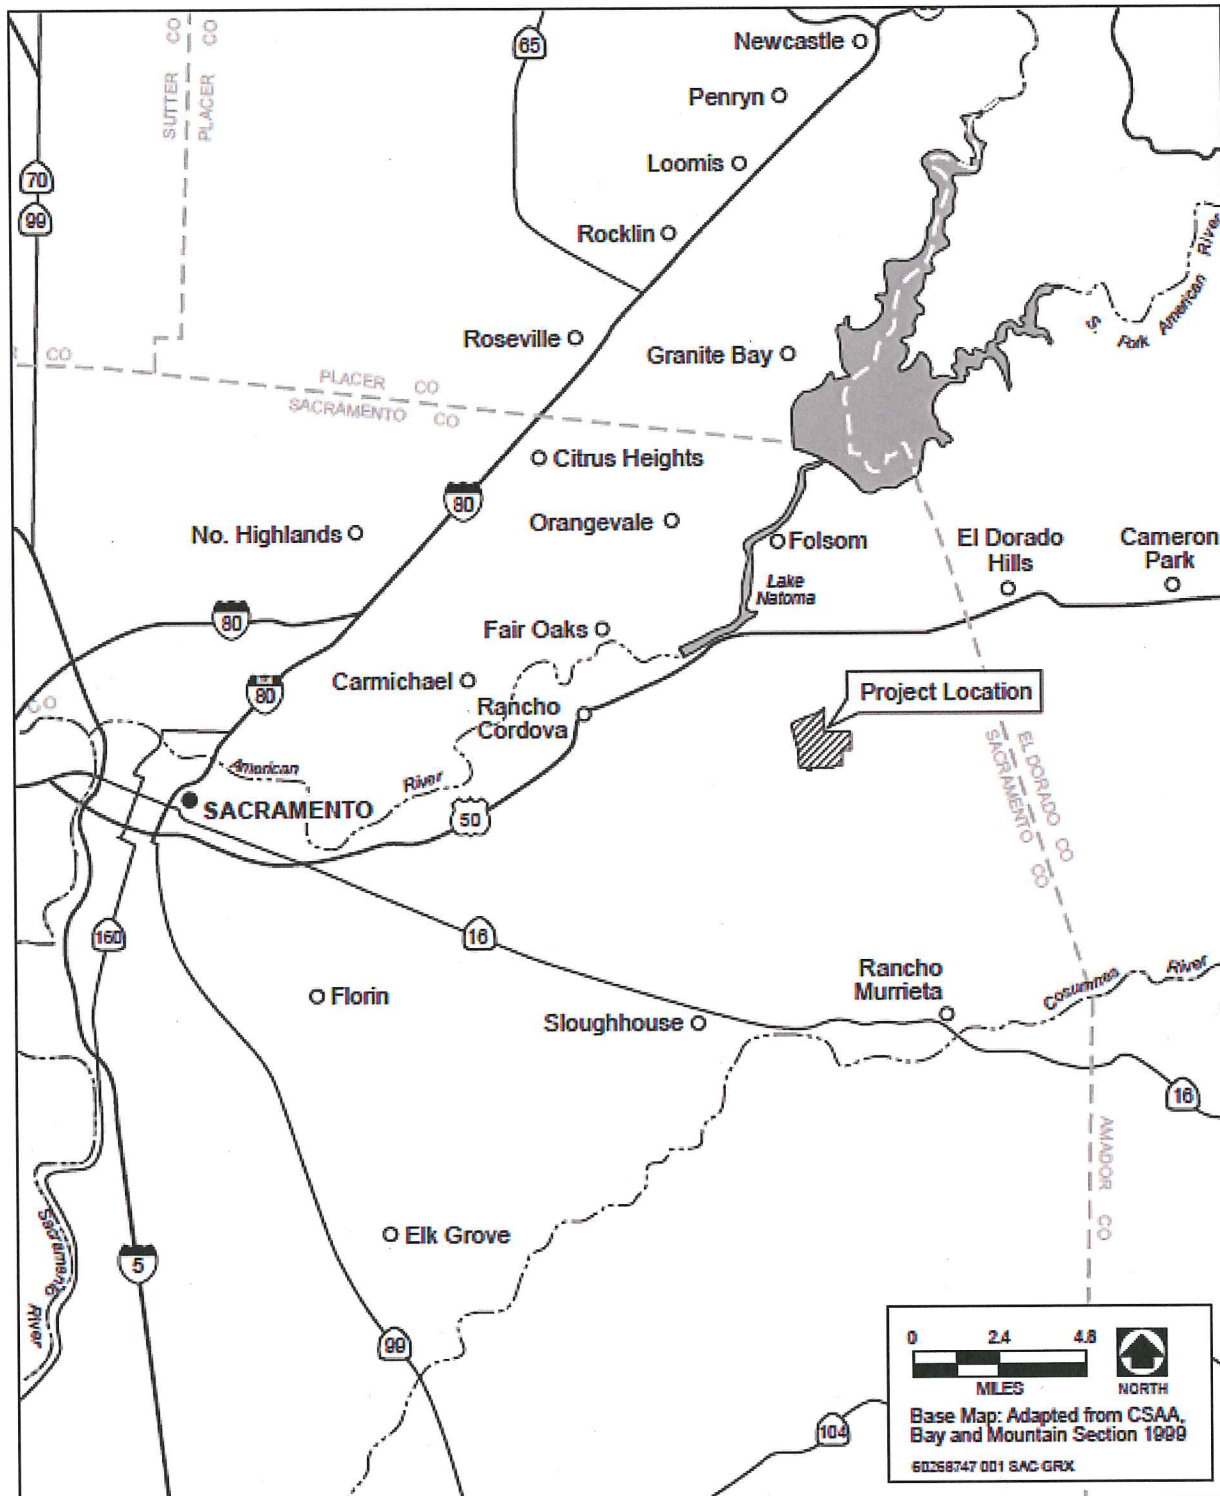 SUTTER CO
PLACER CO
65
Newcastle
Penryn
70
Loomis
99
Rocklin
River
American
Fork
S.
Roseville
Granite Bay
CO
PLACER CO
SACRAMENTO CO
Citrus Heights
80
Orangevale
No. Highlands
Folsom
El Dorado
Hills
Cameron
Park
Lake
Natoma
80
Fair Oaks
Carmichael
80
Project Location
CO
Rancho
Cordova
EL DORADO CO
SACRAMENTO CO
American
River
SACRAMENTO
50
160
16
Rancho
Murrieta
Cosumnes
River
Florin
Sloughhouse
16
AMADOR CO
Elk Grove
Sacramento
River
5
99
104
0 2.4 4.8
MILES
NORTH
Base Map: Adapted from CSAA,
Bay and Mountain Section 1999
60268747 001 SAC GRX